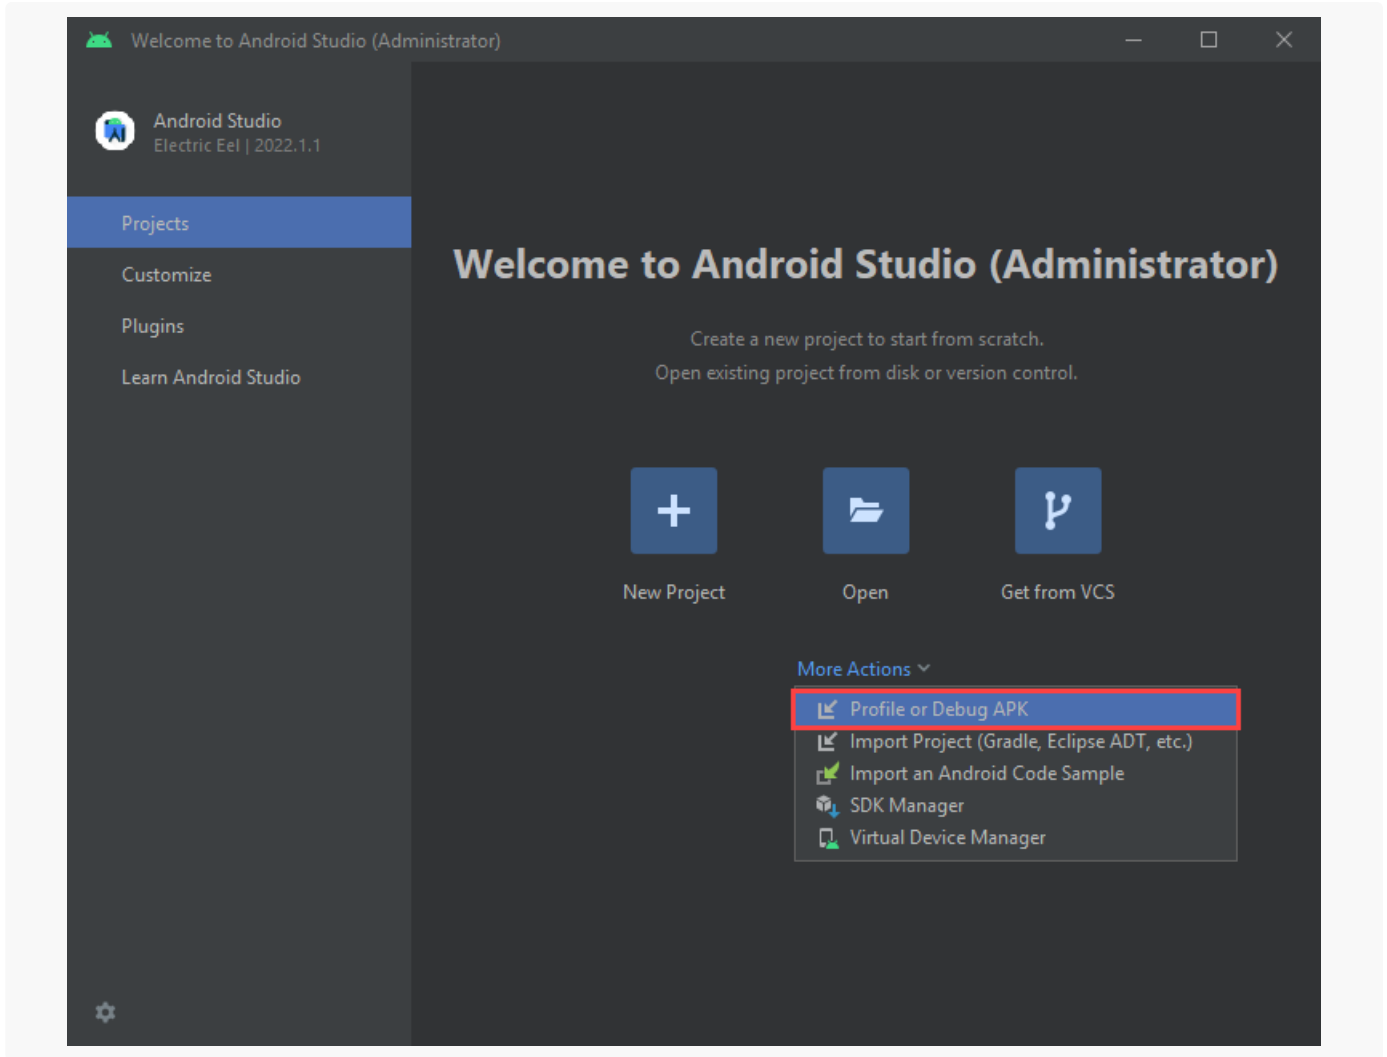 Welcome to Android Studio (Administrator)
Android Studio
Electric Eel | 2022.1.1
Projects
Customize
Plugins
Learn Android Studio
Welcome to Android Studio (Administrator)
Create a new project to start from scratch.
Open existing project from disk or version control.
New Project
Open
Get from VCS
More Actions
Profile or Debug APK
Import Project (Gradle, Eclipse ADT, etc.)
Import an Android Code Sample
SDK Manager
Virtual Device Manager